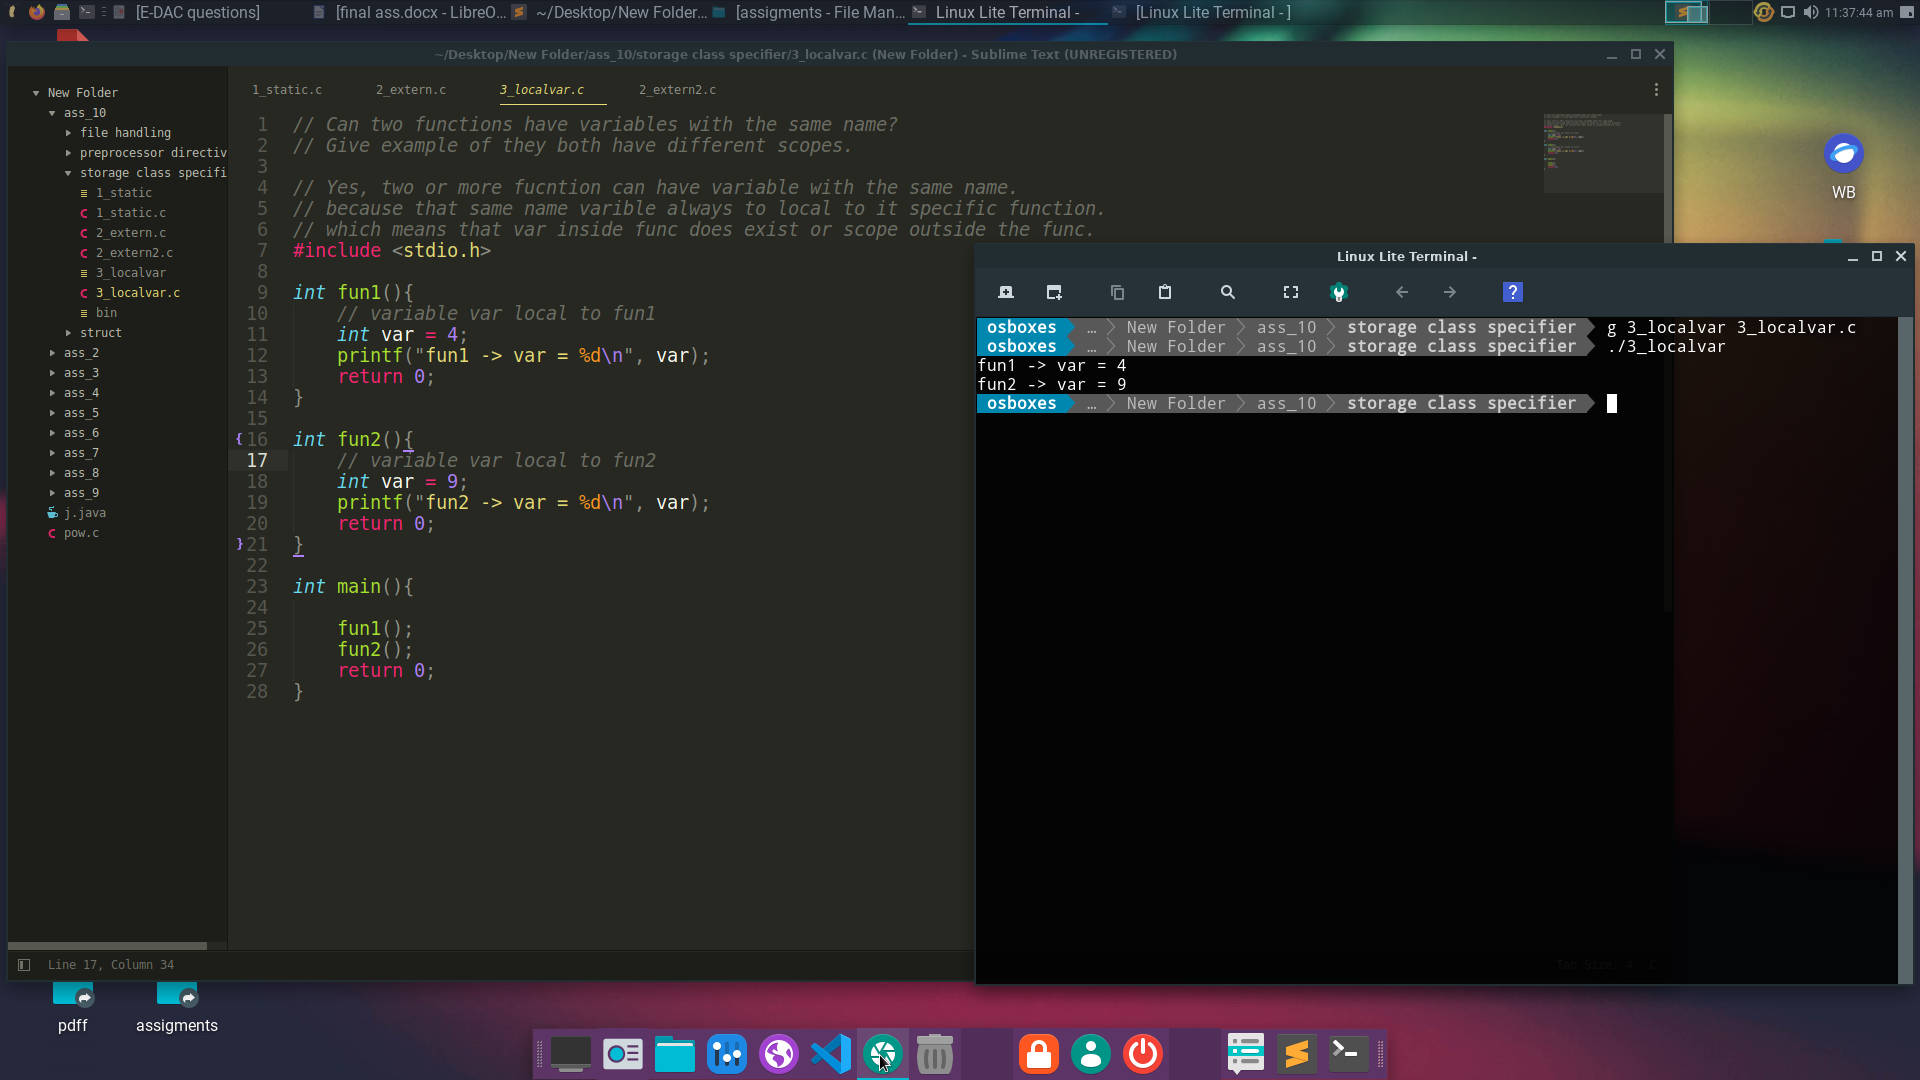 [E-DAC questions]
[final ass.docx - LibreO...
~/Desktop/New Folder...
[assigments - File Man...
Linux Lite Terminal -
[Linux Lite Terminal - ]
11:37:44 am
~/Desktop/New Folder/ass_10/storage class specifier/3_localvar.c (New Folder) - Sublime Text (UNREGISTERED)
New Folder
ass_10
file handling
preprocessor directiv
storage class specifi
1_static
1_static.c
2_extern.c
2_extern2.c
3_localvar
3_localvar.c
bin
struct
ass_2
ass_3
ass_4
ass_5
ass_6
ass_7
ass_8
ass_9
j.java
pow.c
1_static.c
2_extern.c
3_localvar.c
2_extern2.c
1 // Can two functions have variables with the same name?
2 // Give example of they both have different scopes.
3
4 // Yes, two or more fucntion can have variable with the same name.
5 // because that same name varible always to local to it specific function.
6 // which means that var inside func does exist or scope outside the func.
7 #include <stdio.h>
8
9 int fun1(){
10 // variable var local to fun1
11 int var = 4;
12 printf("fun1 -> var = %d\n", var);
13 return 0;
14 }
15
16 int fun2(){
17 // variable var local to fun2
18 int var = 9;
19 printf("fun2 -> var = %d\n", var);
20 return 0;
21 }
22
23 int main(){
24
25 fun1();
26 fun2();
27 return 0;
28 }
Line 17, Column 34
Tab Size: 4 C
Linux Lite Terminal -
osboxes … New Folder ass_10 storage class specifier g 3_localvar 3_localvar.c
osboxes … New Folder ass_10 storage class specifier ./3_localvar
fun1 -> var = 4
fun2 -> var = 9
osboxes … New Folder ass_10 storage class specifier
WB
pdff
assigments